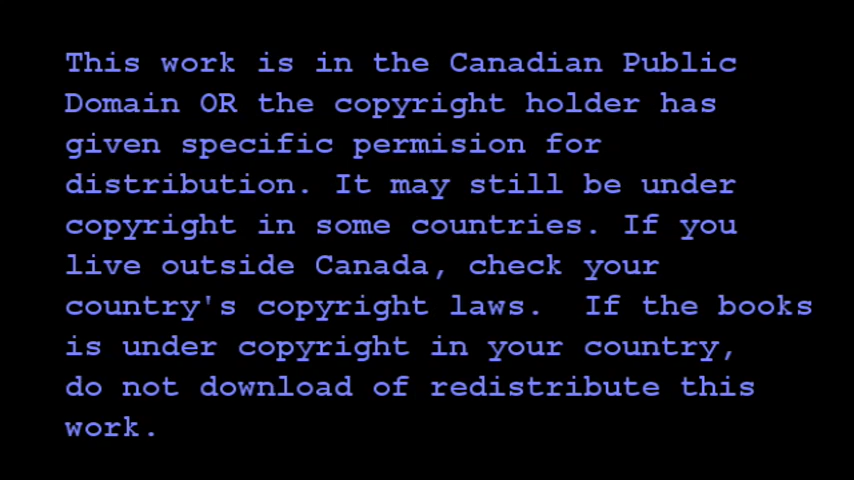 This work is in the Canadian Public
Domain OR the copyright holder has
given specific permision for
distribution. It may still be under
copyright in some countries. If you
live outside Canada, check your
country's copyright laws.  If the books
is under copyright in your country,
do not download of redistribute this
work.